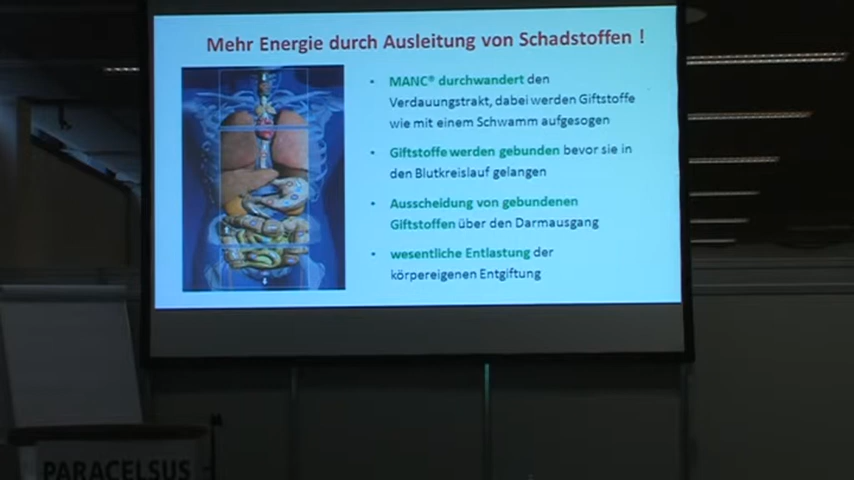 Mehr Energie durch Ausleitung von Schadstoffen !
• MANC® durchwandert den
Verdauungstrakt, dabei werden Giftstoffe
wie mit einem Schwamm aufgesogen
• Giftstoffe werden gebunden bevor sie in
den Blutkreislauf gelangen
• Ausscheidung von gebundenen
Giftstoffen über den Darmausgang
• wesentliche Entlastung der
körpereigenen Entgiftung
PARACELSUS